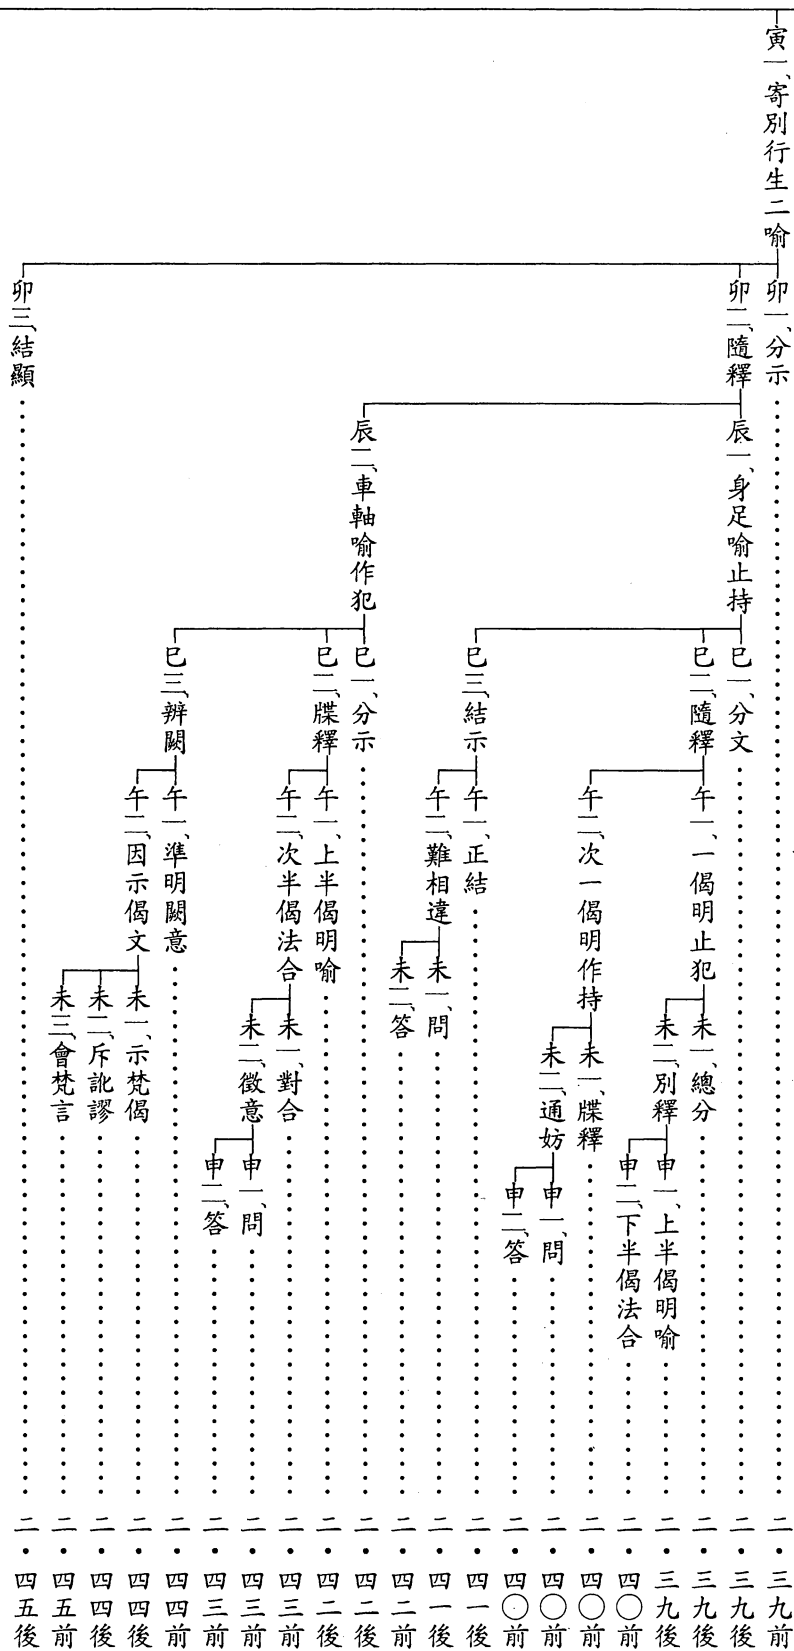 寅一、寄別行生二喻
卯一、分示……二·三九前
卯二、隨釋
辰一、身足喻止持
巳一、分文……二·三九後
巳二、隨釋
午一、一偈明止犯
未一、總分……二·三九後
未二、別釋
申一、上半偈明喻……二·三九後
申二、下半偈法合……二·四〇前
午二、次一偈明作持
未一、牒釋……二·四〇前
未二、通妨
申一、問……二·四〇前
申二、答……二·四〇前
巳三、結示
午一、正結……二·四一後
午二、難相違
未一、問……二·四一後
未二、答……二·四二前
辰二、車軸喻作犯
巳一、分示……二·四二後
巳二、牒釋
午一、上半偈明喻……二·四二後
午二、次半偈法合
未一、對合……二·四三前
未二、徵意
申一、問……二·四三前
申二、答……二·四三前
巳三、辨闕
午一、準明闕意……二·四四前
午二、因示偈文
未一、示梵偈……二·四四後
未二、斥訛謬……二·四四後
未三、會梵言……二·四五前
卯三、結顯……二·四五後